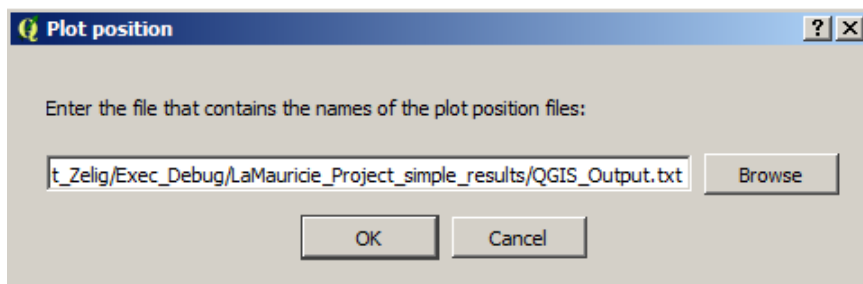 Plot position
Enter the file that contains the names of the plot position files:
t_Zelig/Exec_Debug/LaMauricie_Project_simple_results/QGIS_Output.txt
Browse
OK
Cancel